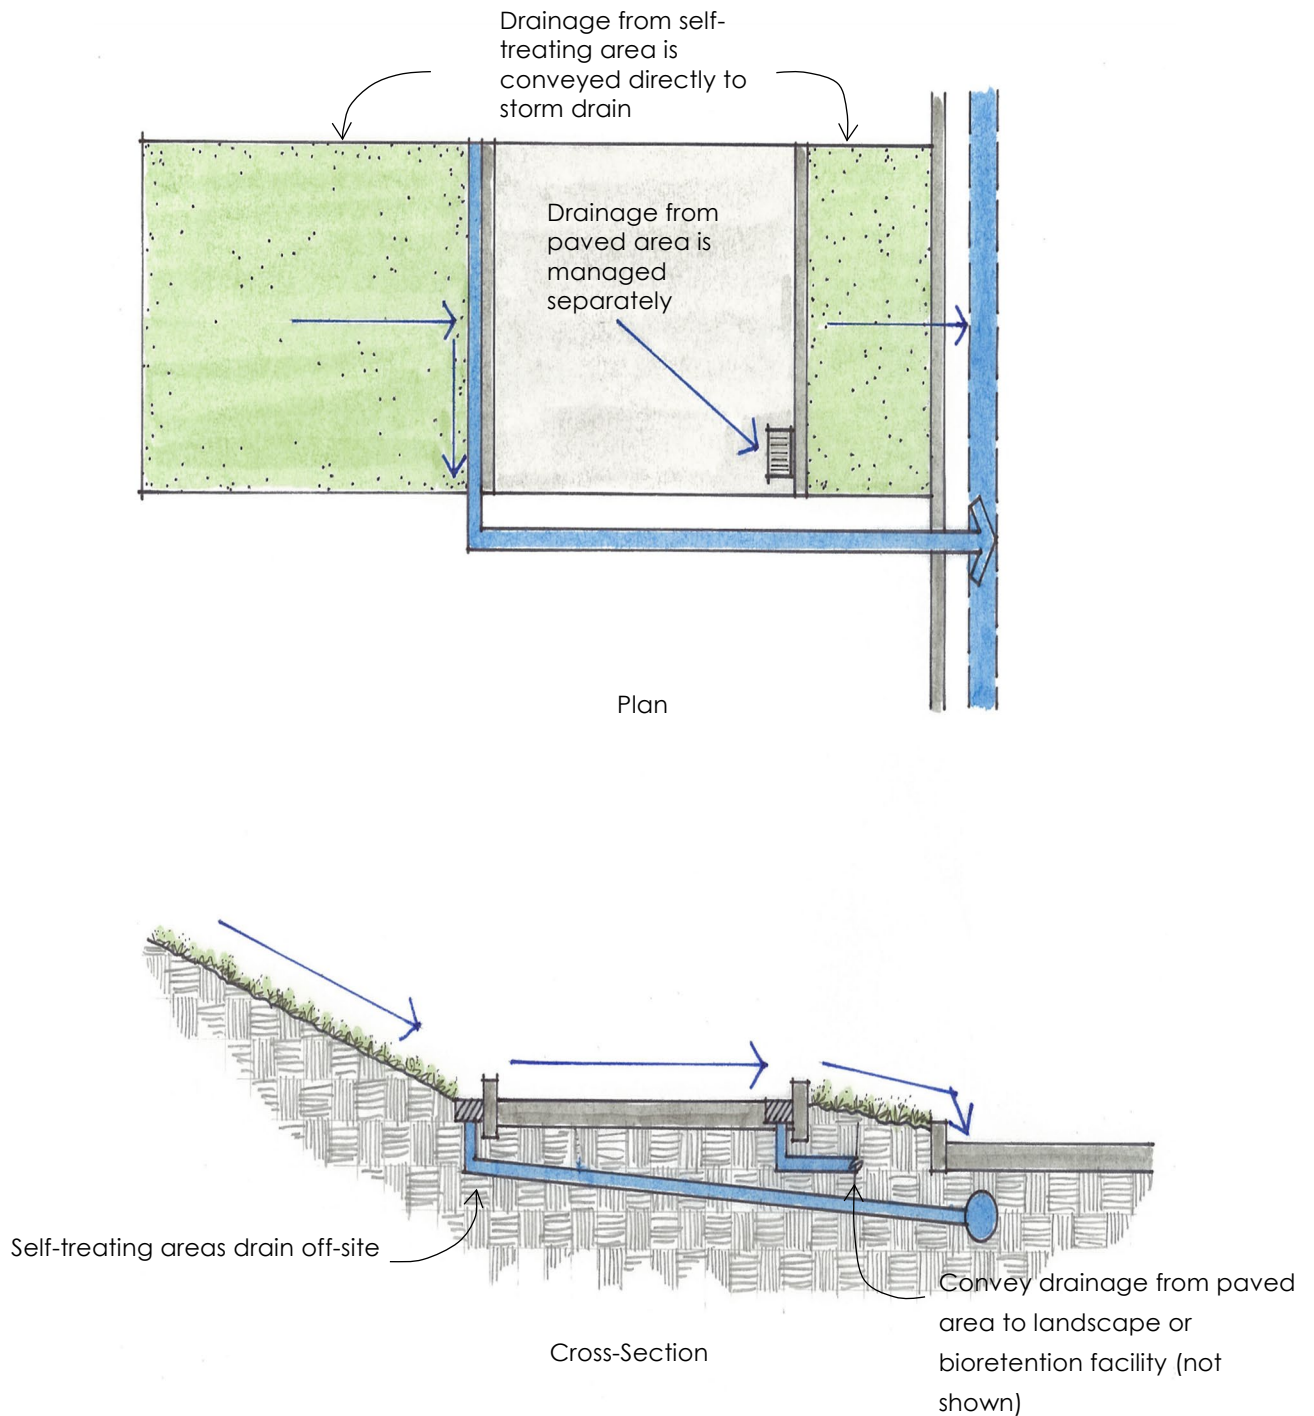 Drainage from self-
treating area is
conveyed directly to
storm drain
Drainage from
paved area is
managed
separately
Plan
Self-treating areas drain off-site
Convey drainage from paved
area to landscape or
bioretention facility (not
shown)
Cross-Section